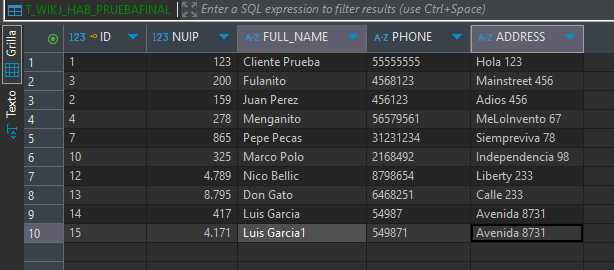 T_WIKJ_HAB_PRUEBAFINAL Enter a SQL expression to filter results (use Ctrl+Space)
Grilla
Texto
123 ID 123 NUIP A-Z FULL_NAME A-Z PHONE A-Z ADDRESS
1 1 123 Cliente Prueba 55555555 Hola 123
2 3 200 Fulanito 4568123 Mainstreet 456
3 2 159 Juan Perez 456123 Adios 456
4 4 278 Menganito 56579561 MeLoInvento 67
5 7 865 Pepe Pecas 31231234 Siempreviva 78
6 10 325 Marco Polo 2168492 Independencia 98
7 12 4.789 Nico Bellic 8798654 Liberty 233
8 13 8.795 Don Gato 6468251 Calle 233
9 14 417 Luis Garcia 54987 Avenida 8731
10 15 4.171 Luis Garcia1 549871 Avenida 8731